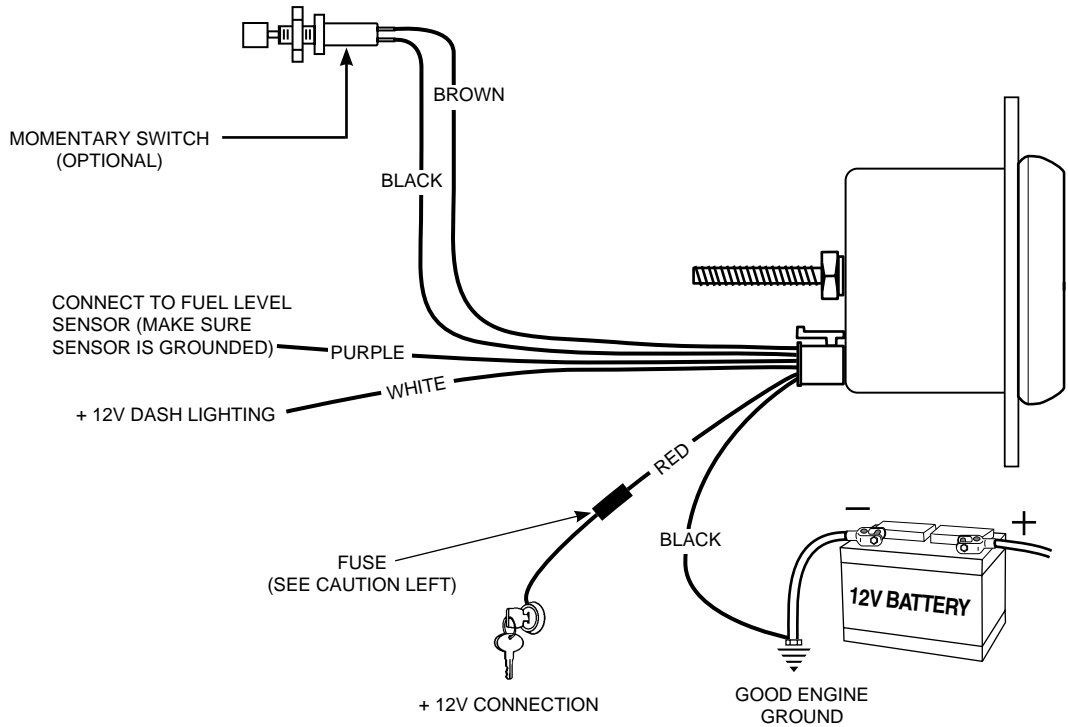 BROWN
MOMENTARY SWITCH
(OPTIONAL)
BLACK
CONNECT TO FUEL LEVEL
SENSOR (MAKE SURE
SENSOR IS GROUNDED)
PURPLE
WHITE
+ 12V DASH LIGHTING
RED
FUSE
(SEE CAUTION LEFT)
BLACK
–
+
12V BATTERY
+ 12V CONNECTION
GOOD ENGINE
GROUND